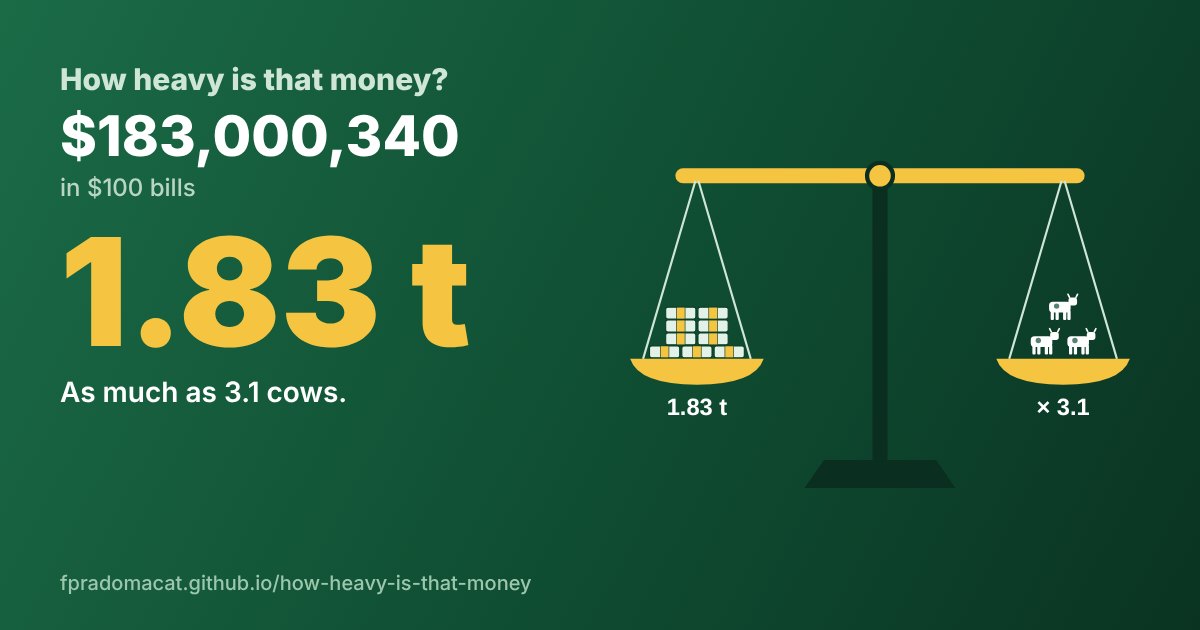 How heavy is that money?
$183,000,340
in $100 bills
1.83 t
As much as 3.1 cows.
1.83 t
× 3.1
fpradomacat.github.io/how-heavy-is-that-money